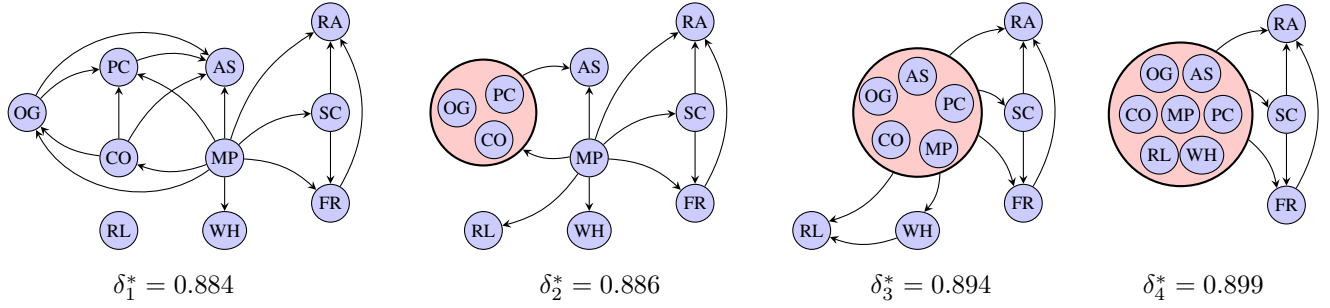 RA
PC
AS
OG
SC
CO
MP
FR
RL
WH
δ₁* = 0.884
RA
AS
PC
OG
SC
CO
MP
FR
RL
WH
δ₂* = 0.886
RA
AS
OG
PC
SC
CO
MP
FR
RL
WH
δ₃* = 0.894
RA
OG AS
CO MP PC
SC
RL WH
FR
δ₄* = 0.899